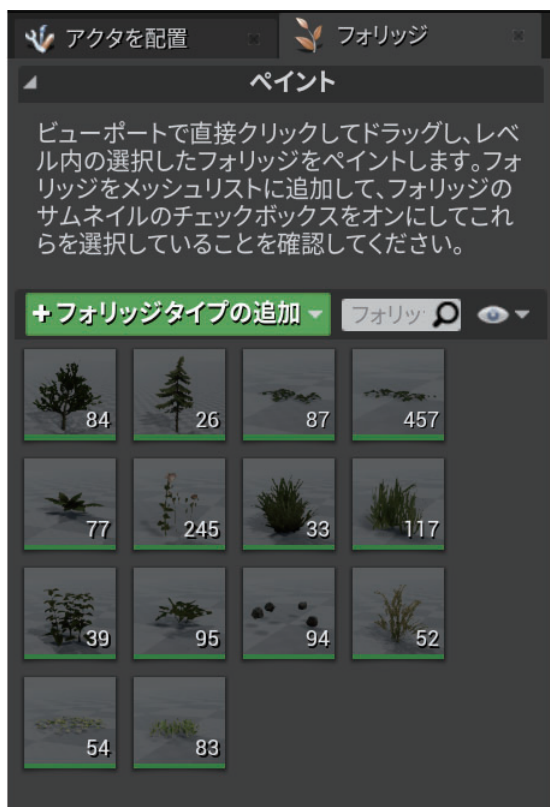 アクタを配置
フォリッジ
ペイント
ビューポートで直接クリックしてドラッグし、レベ
ル内の選択したフォリッジをペイントします。フォ
リッジをメッシュリストに追加して、フォリッジの
サムネイルのチェックボックスをオンにしてこれ
らを選択していることを確認してください。
+フォリッジタイプの追加
フォリッ
84 26 87 457
77 245 33 117
39 95 94 52
54 83